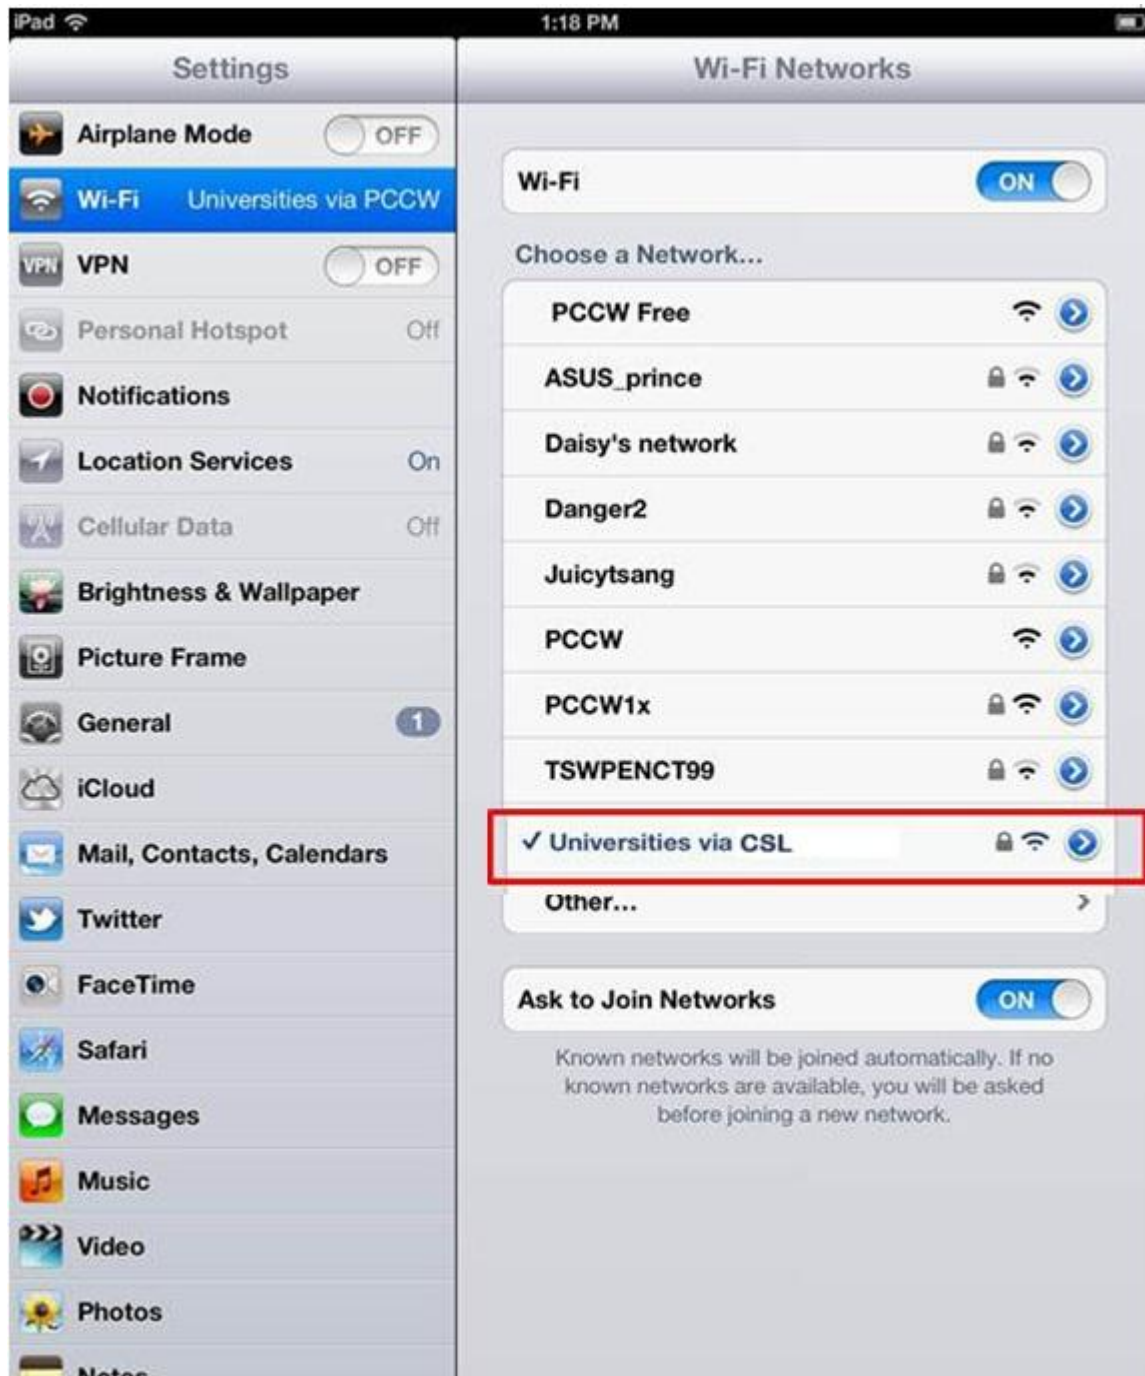 iPad
1:18 PM
Settings
Airplane Mode OFF
Wi-Fi Universities via PCCW
VPN VPN OFF
Personal Hotspot Off
Notifications
Location Services On
Cellular Data Off
Brightness & Wallpaper
Picture Frame
General 1
iCloud
Mail, Contacts, Calendars
Twitter
FaceTime
Safari
Messages
Music
Video
Photos
Notes
Wi-Fi Networks
Wi-Fi ON
Choose a Network...
PCCW Free
ASUS_prince
Daisy's network
Danger2
Juicytsang
PCCW
PCCW1x
TSWPENCT99
✓ Universities via CSL
Other...
Ask to Join Networks ON
Known networks will be joined automatically. If no
known networks are available, you will be asked
before joining a new network.